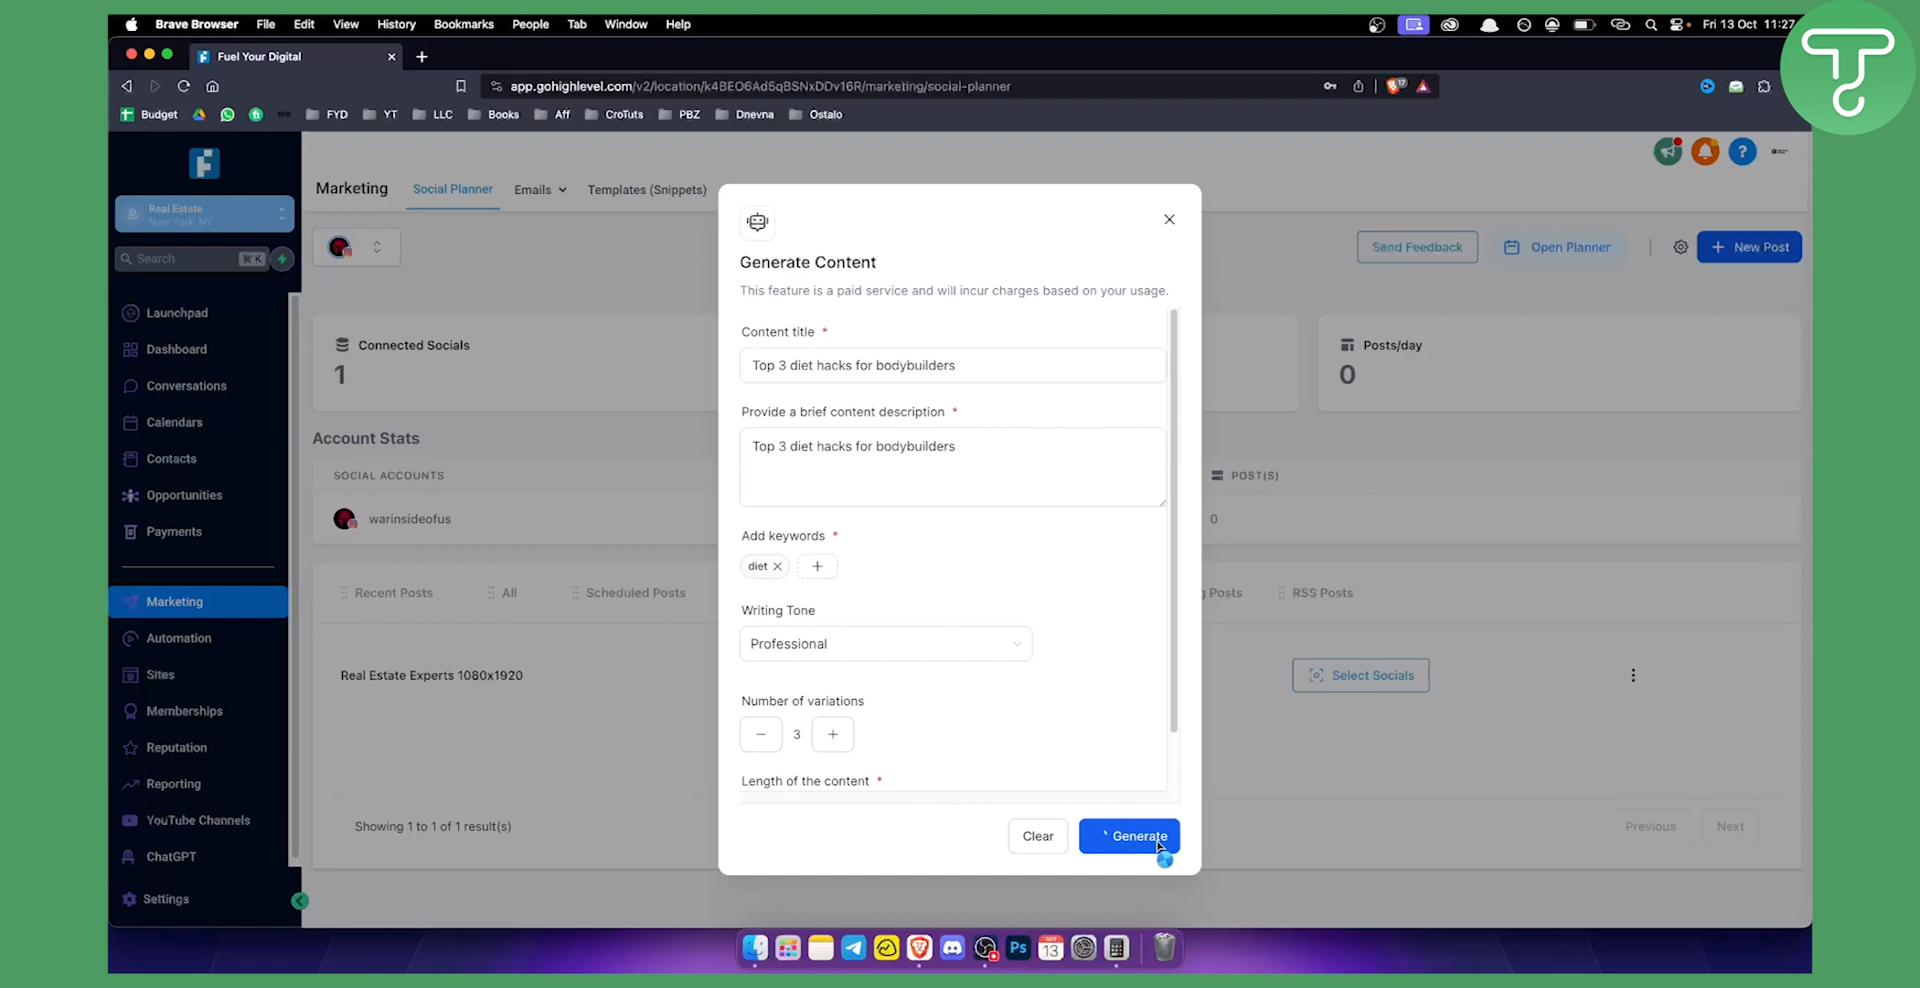 Brave Browser File Edit View History Bookmarks People Tab Window Help
Fri 13 Oct 11:27
Fuel Your Digital
app.gohighlevel.com/v2/location/k4BEO6Ad5qBSNxDDv16R/marketing/social-planner
17
Budget
FYD YT LLC Books Aff CroTuts PBZ Dnevna Ostalo
Real Estate
New York, NY
Search ⌘ K
Launchpad
Dashboard
Conversations
Calendars
Contacts
Opportunities
Payments
Marketing
Automation
Sites
Memberships
Reputation
Reporting
YouTube Channels
ChatGPT
Settings
Marketing Social Planner Emails Templates (Snippets)
Send Feedback Open Planner + New Post
Connected Socials
1
Posts/day
0
Account Stats
SOCIAL ACCOUNTS
POST(S)
warinsideofus
0
Recent Posts All Scheduled Posts
g Posts RSS Posts
Real Estate Experts 1080x1920
Select Socials
Showing 1 to 1 of 1 result(s)
Previous Next
Generate Content
This feature is a paid service and will incur charges based on your usage.
Content title *
Top 3 diet hacks for bodybuilders
Provide a brief content description *
Top 3 diet hacks for bodybuilders
Add keywords *
diet
Writing Tone
Professional
Number of variations
− 3 +
Length of the content *
Clear Generate
Ps
OCT
13